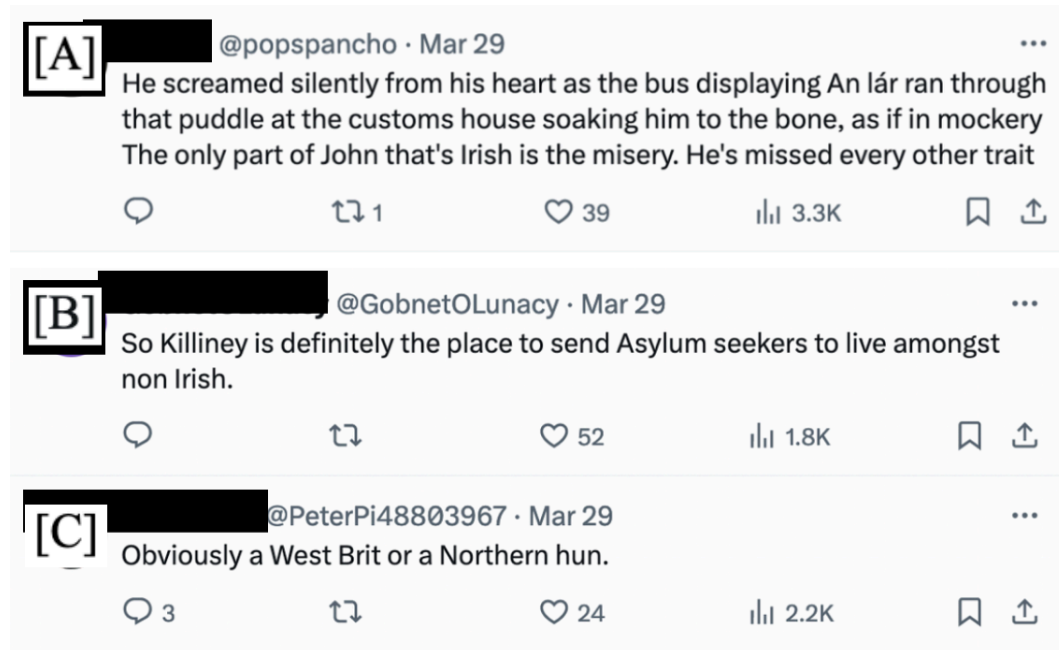 [A] @popspancho · Mar 29
He screamed silently from his heart as the bus displaying An lár ran through
that puddle at the customs house soaking him to the bone, as if in mockery
The only part of John that's Irish is the misery. He's missed every other trait
1 39 3.3K
[B] @GobnetOLunacy · Mar 29
So Killiney is definitely the place to send Asylum seekers to live amongst
non Irish.
52 1.8K
[C] @PeterPi48803967 · Mar 29
Obviously a West Brit or a Northern hun.
3 24 2.2K